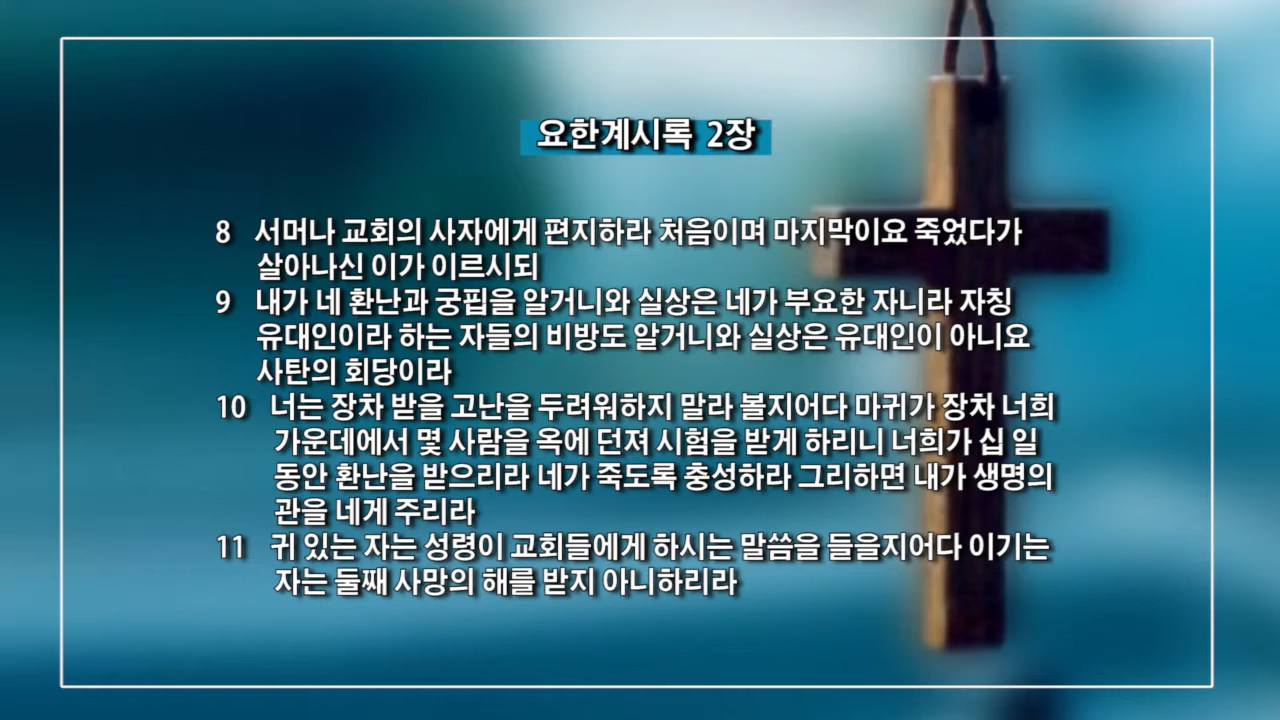 요한계시록 2장
8 서머나 교회의 사자에게 편지하라 처음이며 마지막이요 죽었다가
살아나신 이가 이르시되
9 내가 네 환난과 궁핍을 알거니와 실상은 네가 부요한 자니라 자칭
유대인이라 하는 자들의 비방도 알거니와 실상은 유대인이 아니요
사탄의 회당이라
10 너는 장차 받을 고난을 두려워하지 말라 볼지어다 마귀가 장차 너희
가운데에서 몇 사람을 옥에 던져 시험을 받게 하리니 너희가 십 일
동안 환난을 받으리라 네가 죽도록 충성하라 그리하면 내가 생명의
관을 네게 주리라
11 귀 있는 자는 성령이 교회들에게 하시는 말씀을 들을지어다 이기는
자는 둘째 사망의 해를 받지 아니하리라